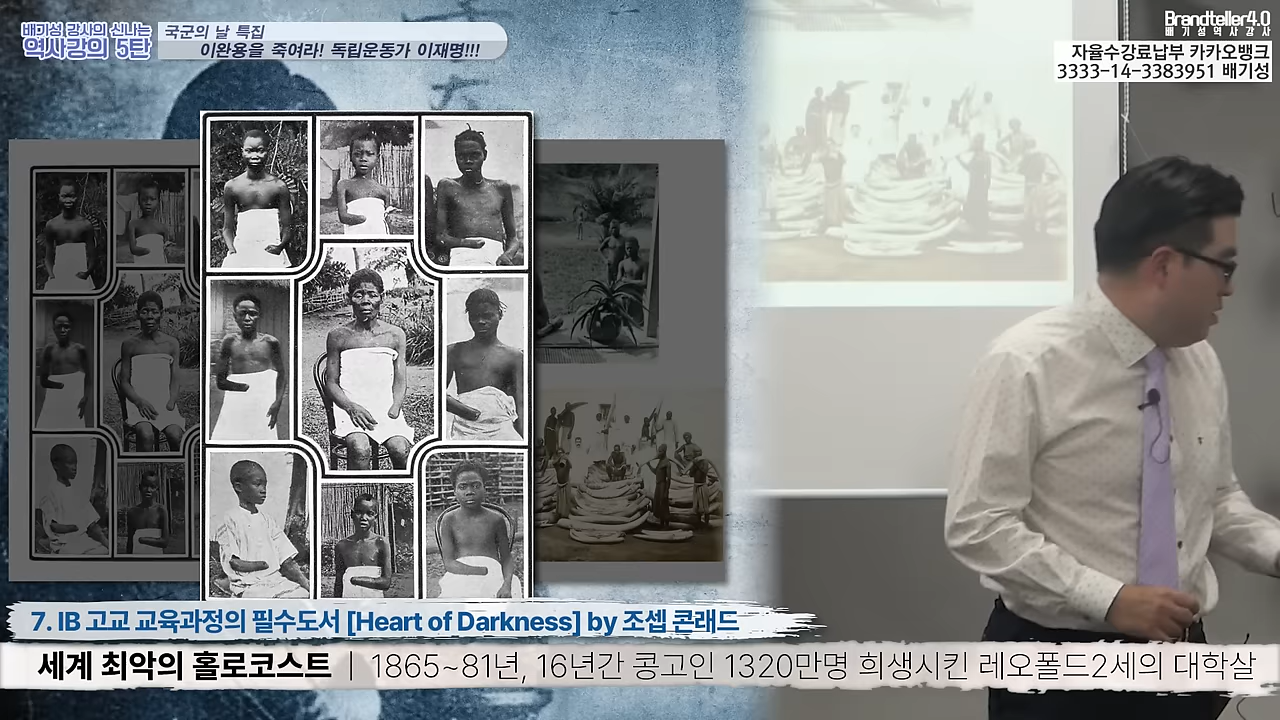 배기성 강사의 신나는
역사강의 5탄
국군의 날 특집
이완용을 죽여라! 독립운동가 이재명!!!
Brandteller4.0
배기성역사강사
자율수강료납부 카카오뱅크
3333-14-3383951 배기성
7. IB 고교 교육과정의 필수도서 [Heart of Darkness] by 조셉 콘래드
세계 최악의 홀로코스트 | 1865~81년, 16년간 콩고인 1320만명 희생시킨 레오폴드2세의 대학살